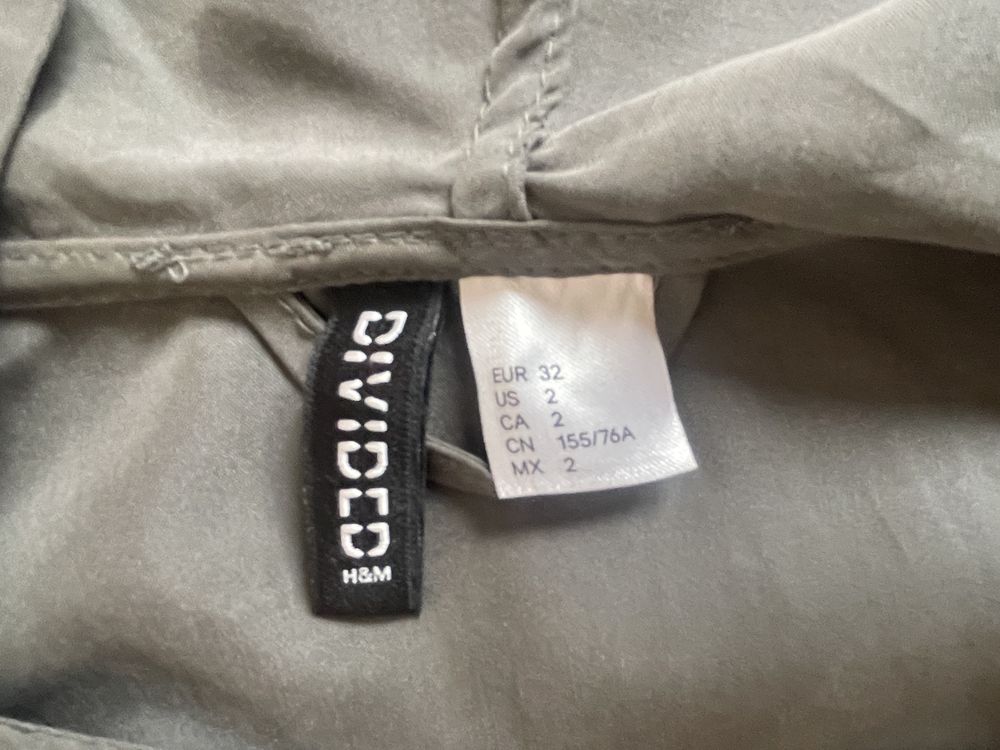 DIVIDED
H&M
EUR 32
US 2
CA 2
CN 155/76A
MX 2